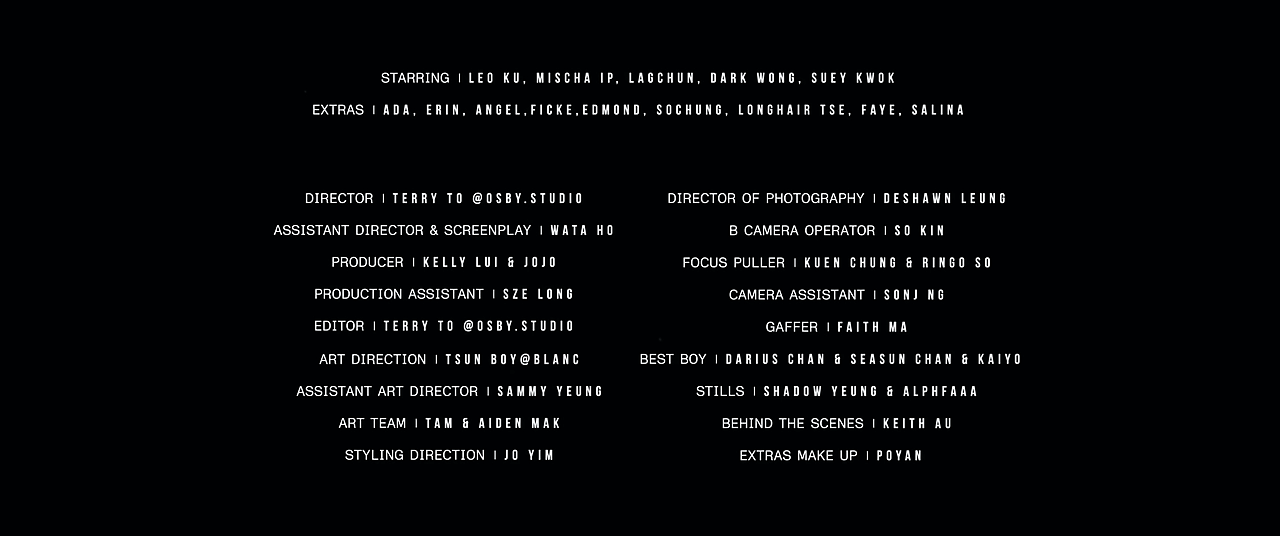 STARRING | LEO KU, MISCHA IP, LAGCHUN, DARK WONG, SUEY KWOK
EXTRAS | ADA, ERIN, ANGEL,FICKE,EDMOND, SOCHUNG, LONGHAIR TSE, FAYE, SALINA
DIRECTOR | TERRY TO @OSBY.STUDIO
ASSISTANT DIRECTOR & SCREENPLAY | WATA HO
PRODUCER | KELLY LUI & JOJO
PRODUCTION ASSISTANT | SZE LONG
EDITOR | TERRY TO @OSBY.STUDIO
ART DIRECTION | TSUN BOY@BLANC
ASSISTANT ART DIRECTOR | SAMMY YEUNG
ART TEAM | TAM & AIDEN MAK
STYLING DIRECTION | JO YIM
DIRECTOR OF PHOTOGRAPHY | DESHAWN LEUNG
B CAMERA OPERATOR | SO KIN
FOCUS PULLER | KUEN CHUNG & RINGO SO
CAMERA ASSISTANT | SONJ NG
GAFFER | FAITH MA
BEST BOY | DARIUS CHAN & SEASUN CHAN & KAIYO
STILLS | SHADOW YEUNG & ALPHFAAA
BEHIND THE SCENES | KEITH AU
EXTRAS MAKE UP | POYAN